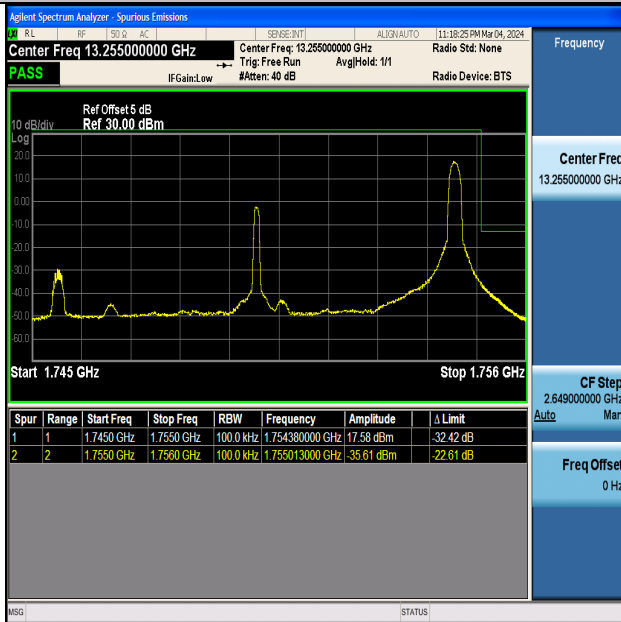 Agilent Spectrum Analyzer - Spurious Emissions
RL RF 50 Ω AC SENSE:INT ALIGN AUTO 11:18:25 PM Mar 04, 2024
Center Freq 13.255000000 GHz Center Freq: 13.255000000 GHz Radio Std: None Frequency
Trig: Free Run Avg|Hold: 1/1
PASS IFGain:Low #Atten: 40 dB Radio Device: BTS
Ref Offset 5 dB
10 dB/div Ref 30.00 dBm
Log
20.0
10.0
0.00
-10.0
-20.0
-30.0
-40.0
-50.0
-60.0
Start 1.745 GHz Stop 1.756 GHz
Center Freq
13.255000000 GHz
CF Step
2.649000000 GHz
Auto Man
Freq Offset
0 Hz
Spur Range Start Freq Stop Freq RBW Frequency Amplitude Δ Limit
1 1 1.7450 GHz 1.7550 GHz 100.0 kHz 1.754380000 GHz 17.58 dBm -32.42 dB
2 2 1.7550 GHz 1.7560 GHz 100.0 kHz 1.755013000 GHz -35.61 dBm -22.61 dB
MSG STATUS